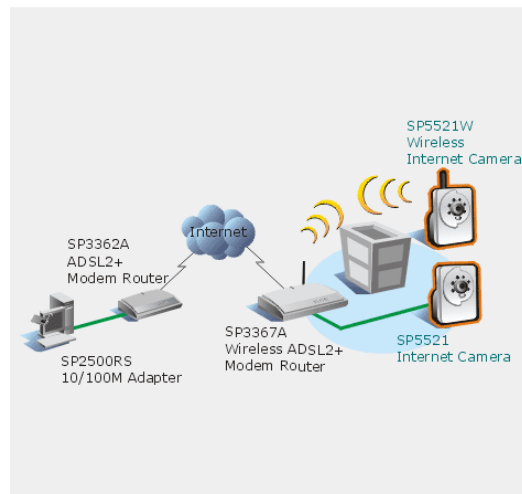 SP5521W
Wireless
Internet Camera
Internet
SP3362A
ADSL2+
Modem Router
SP3367A
Wireless ADSL2+
Modem Router
SP5521
Internet Camera
SP2500RS
10/100M Adapter